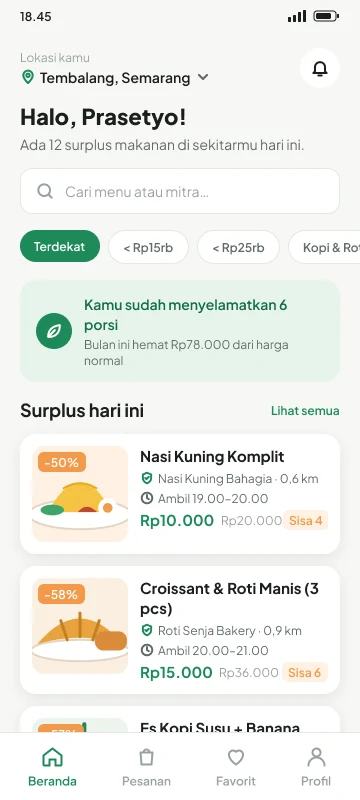 18.45
Lokasi kamu
Tembalang, Semarang
Halo, Prasetyo!
Ada 12 surplus makanan di sekitarmu hari ini.
Cari menu atau mitra...
Terdekat
< Rp15rb
< Rp25rb
Kopi & Rot
Kamu sudah menyelamatkan 6
porsi
Bulan ini hemat Rp78.000 dari harga
normal
Surplus hari ini
Lihat semua
-50%
Nasi Kuning Komplit
Nasi Kuning Bahagia · 0,6 km
Ambil 19.00–20.00
Rp10.000 Rp20.000 Sisa 4
-58%
Croissant & Roti Manis (3
pcs)
Roti Senja Bakery · 0,9 km
Ambil 20.00–21.00
Rp15.000 Rp36.000 Sisa 6
-57%
Es Kopi Susu + Banana
Beranda
Pesanan
Favorit
Profil